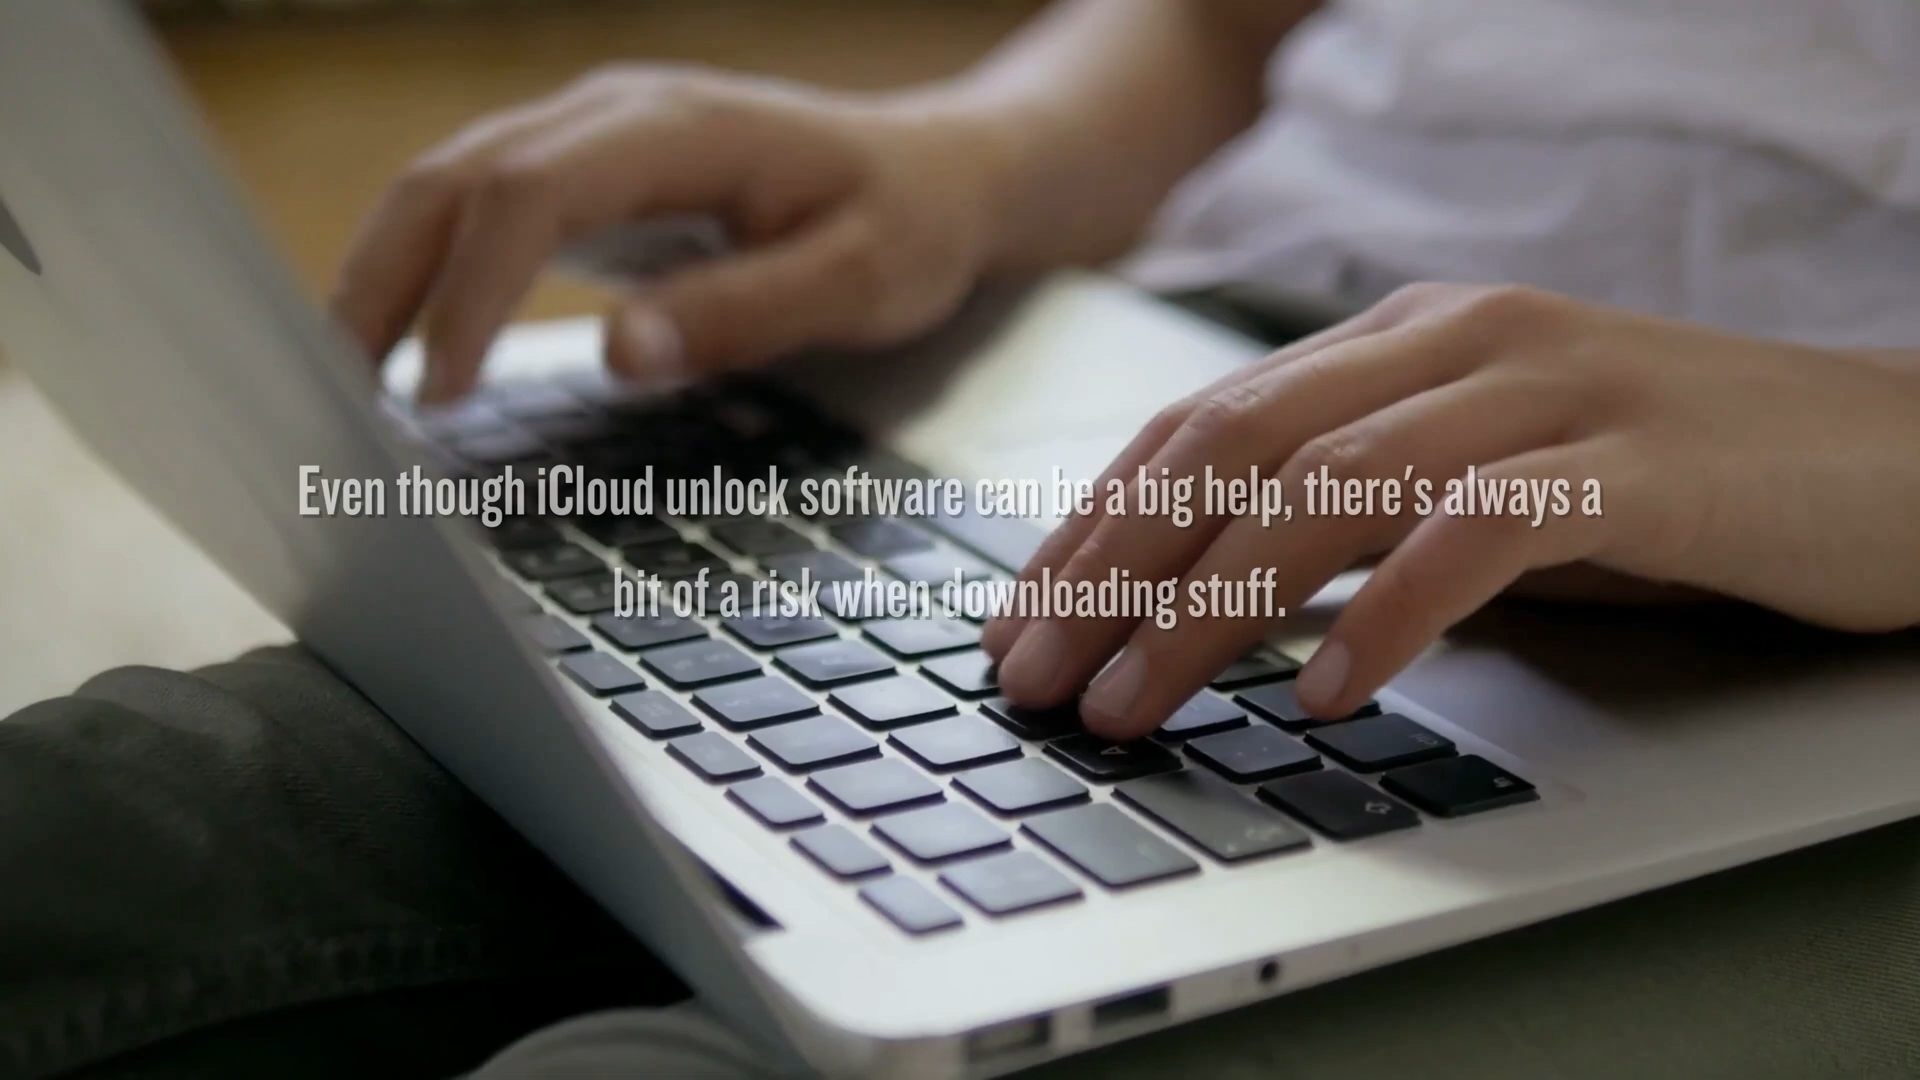 Even though iCloud unlock software can be a big help, there's always a
bit of a risk when downloading stuff.